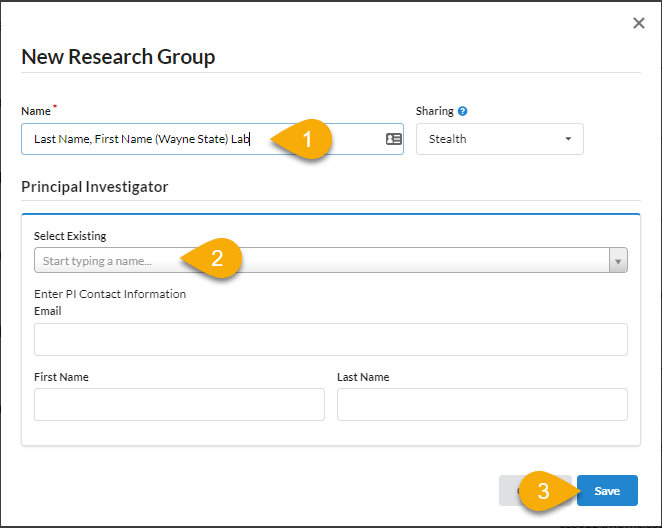 New Research Group
Name *
Sharing ?
Last Name, First Name (Wayne State) Lab
1
Stealth
Principal Investigator
Select Existing
Start typing a name...
2
Enter PI Contact Information
Email
First Name
Last Name
3
Save